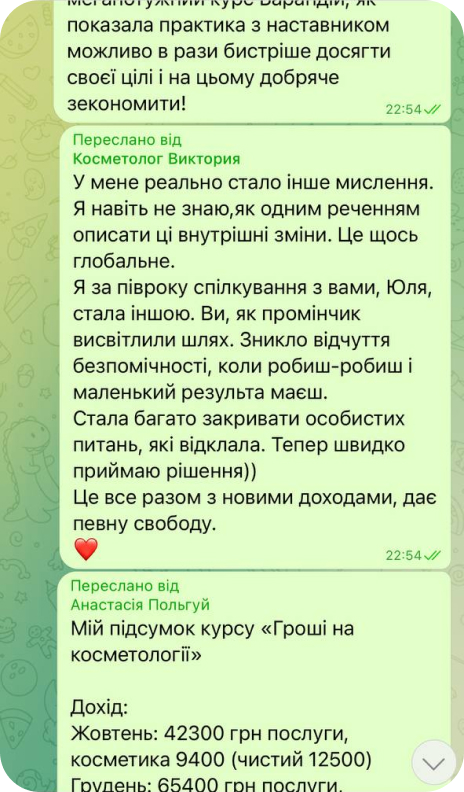 мегапотужний курс Варандій, як
показала практика з наставником
можливо в рази бистріше досягти
своєї цілі і на цьому добряче
зекономити!
22:54
Переслано від
Косметолог Виктория
У мене реально стало інше мислення.
Я навіть не знаю,як одним реченням
описати ці внутрішні зміни. Це щось
глобальне.
Я за півроку спілкування з вами, Юля,
стала іншою. Ви, як промінчик
висвітлили шлях. Зникло відчуття
безпомічності, коли робиш-робиш і
маленький результа маєш.
Стала багато закривати особистих
питань, які відклала. Тепер швидко
приймаю рішення))
Це все разом з новими доходами, дає
певну свободу.
❤️
22:54
Переслано від
Анастасія Польгуй
Мій підсумок курсу «Гроші на
косметології»
Дохід:
Жовтень: 42300 грн послуги,
косметика 9400 (чистий 12500)
Грудень: 65400 грн послуги,